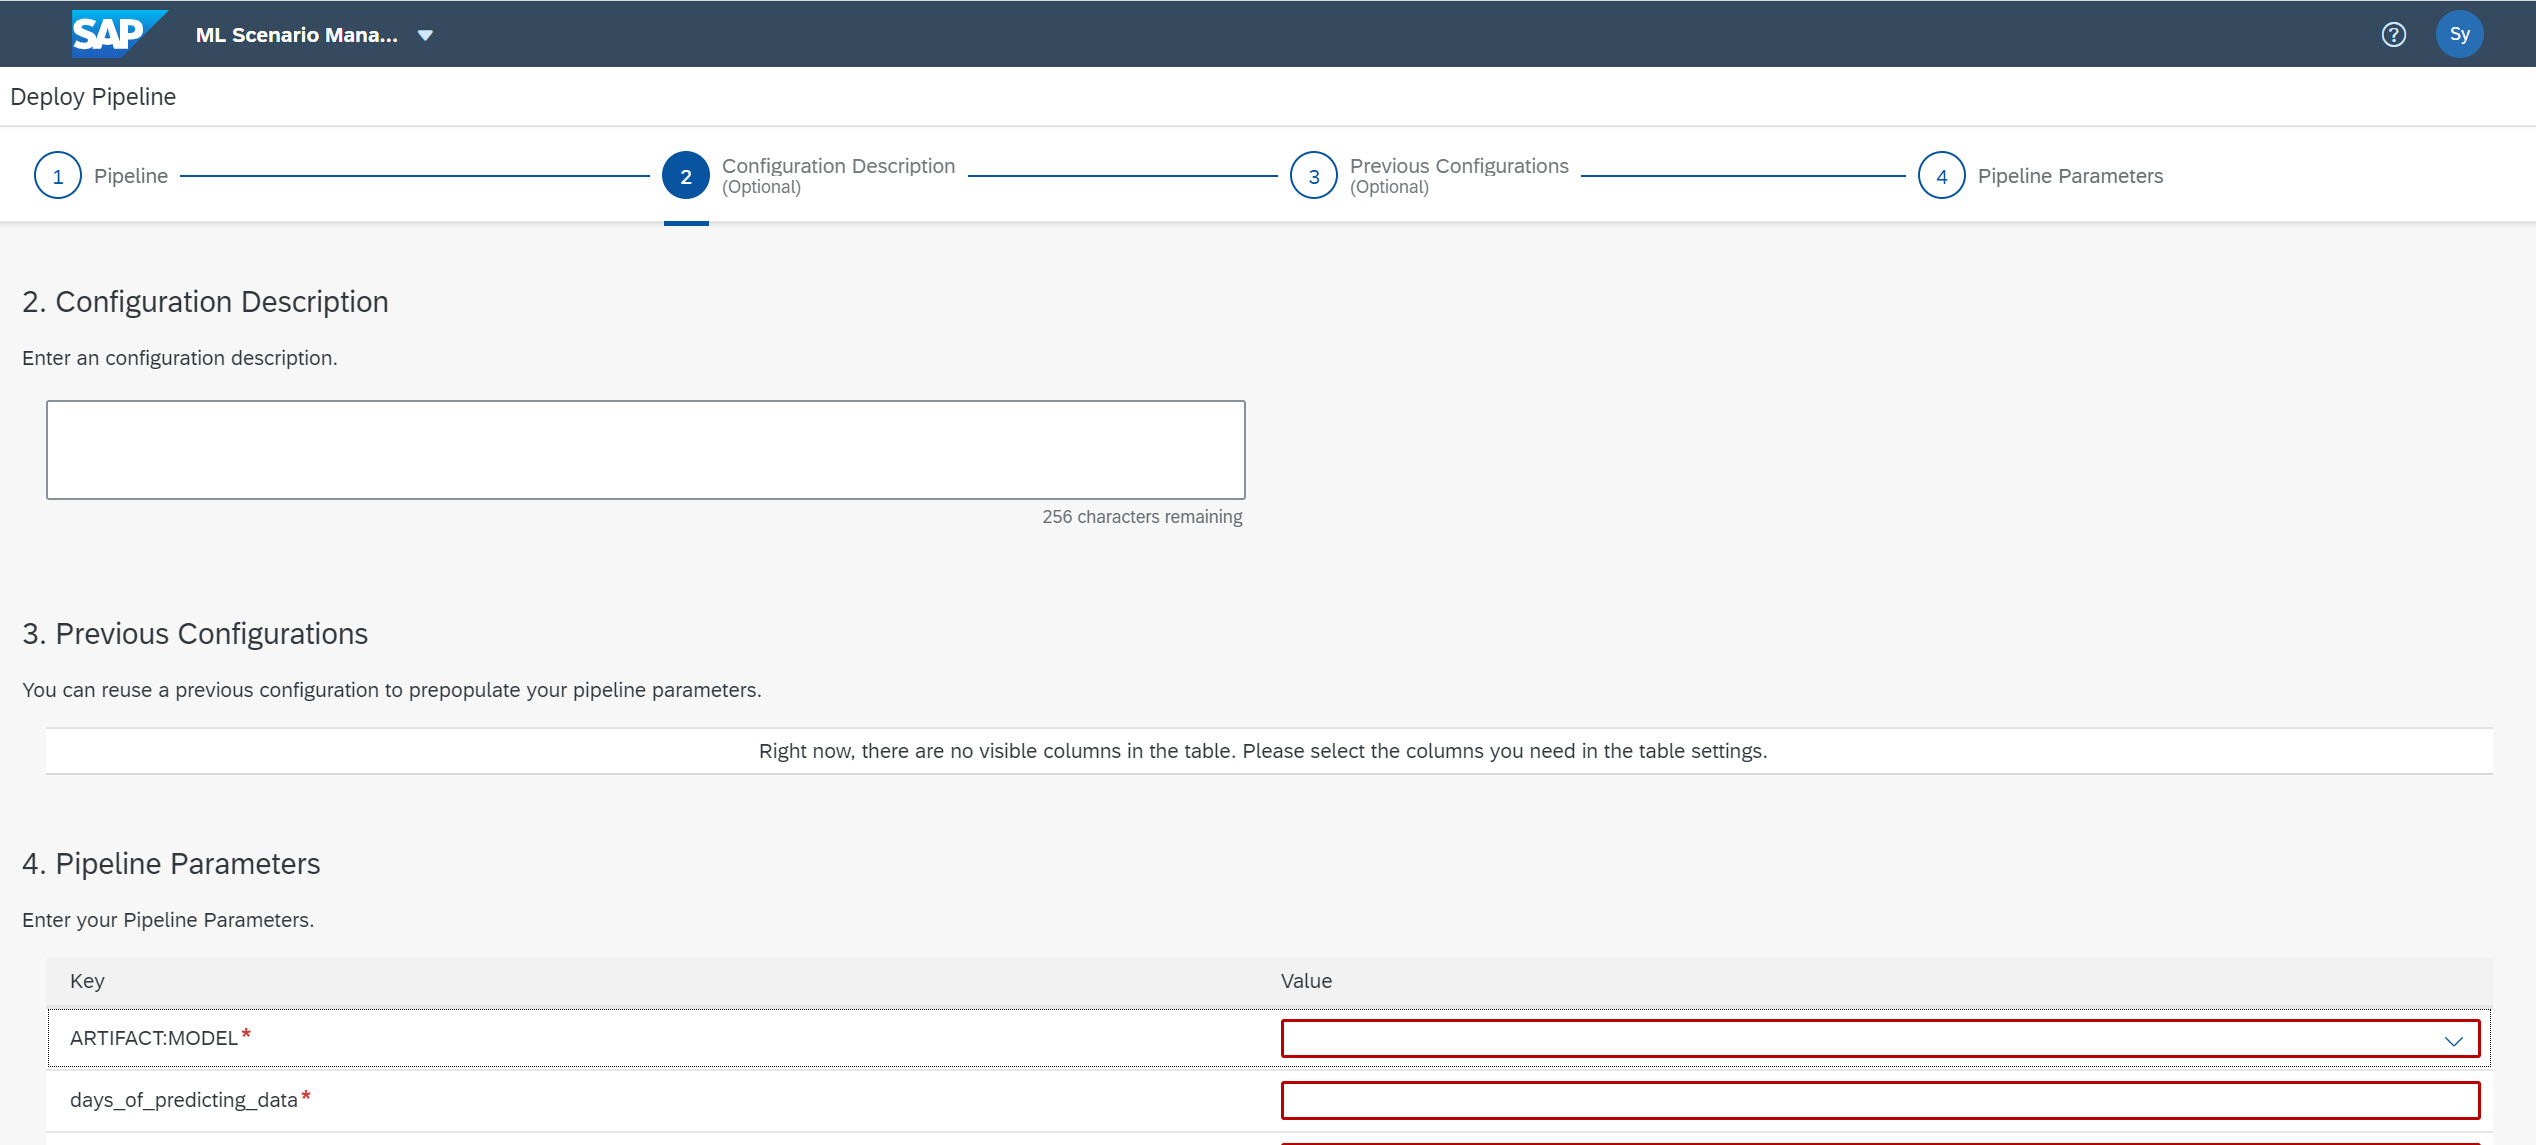 SAP ML Scenario Mana... ? Sy
Deploy Pipeline
1 Pipeline 2 Configuration Description 3 Previous Configurations 4 Pipeline Parameters
(Optional) (Optional)
2. Configuration Description
Enter an configuration description.
256 characters remaining
3. Previous Configurations
You can reuse a previous configuration to prepopulate your pipeline parameters.
Right now, there are no visible columns in the table. Please select the columns you need in the table settings.
4. Pipeline Parameters
Enter your Pipeline Parameters.
Key Value
ARTIFACT:MODEL*
days_of_predicting_data*